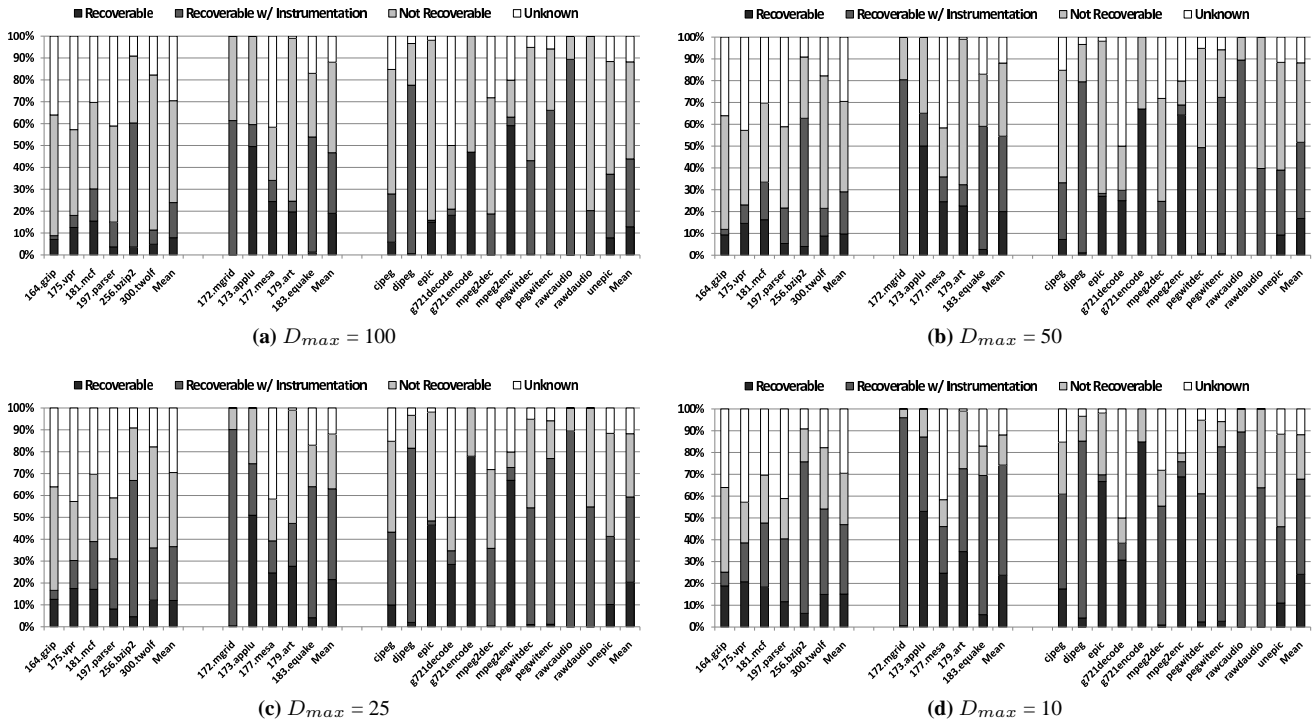 Recoverable Recoverable w/ Instrumentation Not Recoverable Unknown
100%
90%
80%
70%
60%
50%
40%
30%
20%
10%
0%
164.gzip
175.vpr
181.mcf
197.parser
256.bzip2
300.twolf
Mean
172.mgrid
173.applu
177.mesa
179.art
183.equake
Mean
cjpeg
djpeg
epic
g721decode
g721encode
mpeg2dec
mpeg2enc
pegwitdec
pegwitenc
rawcaudio
rawdaudio
unepic
Mean
(a) Dmax = 100
Recoverable Recoverable w/ Instrumentation Not Recoverable Unknown
100%
90%
80%
70%
60%
50%
40%
30%
20%
10%
0%
164.gzip
175.vpr
181.mcf
197.parser
256.bzip2
300.twolf
Mean
172.mgrid
173.applu
177.mesa
179.art
183.equake
Mean
cjpeg
djpeg
epic
g721decode
g721encode
mpeg2dec
mpeg2enc
pegwitdec
pegwitenc
rawcaudio
rawdaudio
unepic
Mean
(b) Dmax = 50
Recoverable Recoverable w/ Instrumentation Not Recoverable Unknown
100%
90%
80%
70%
60%
50%
40%
30%
20%
10%
0%
164.gzip
175.vpr
181.mcf
197.parser
256.bzip2
300.twolf
Mean
172.mgrid
173.applu
177.mesa
179.art
183.equake
Mean
cjpeg
djpeg
epic
g721decode
g721encode
mpeg2dec
mpeg2enc
pegwitdec
pegwitenc
rawcaudio
rawdaudio
unepic
Mean
(c) Dmax = 25
Recoverable Recoverable w/ Instrumentation Not Recoverable Unknown
100%
90%
80%
70%
60%
50%
40%
30%
20%
10%
0%
164.gzip
175.vpr
181.mcf
197.parser
256.bzip2
300.twolf
Mean
172.mgrid
173.applu
177.mesa
179.art
183.equake
Mean
cjpeg
djpeg
epic
g721decode
g721encode
mpeg2dec
mpeg2enc
pegwitdec
pegwitenc
rawcaudio
rawdaudio
unepic
Mean
(d) Dmax = 10